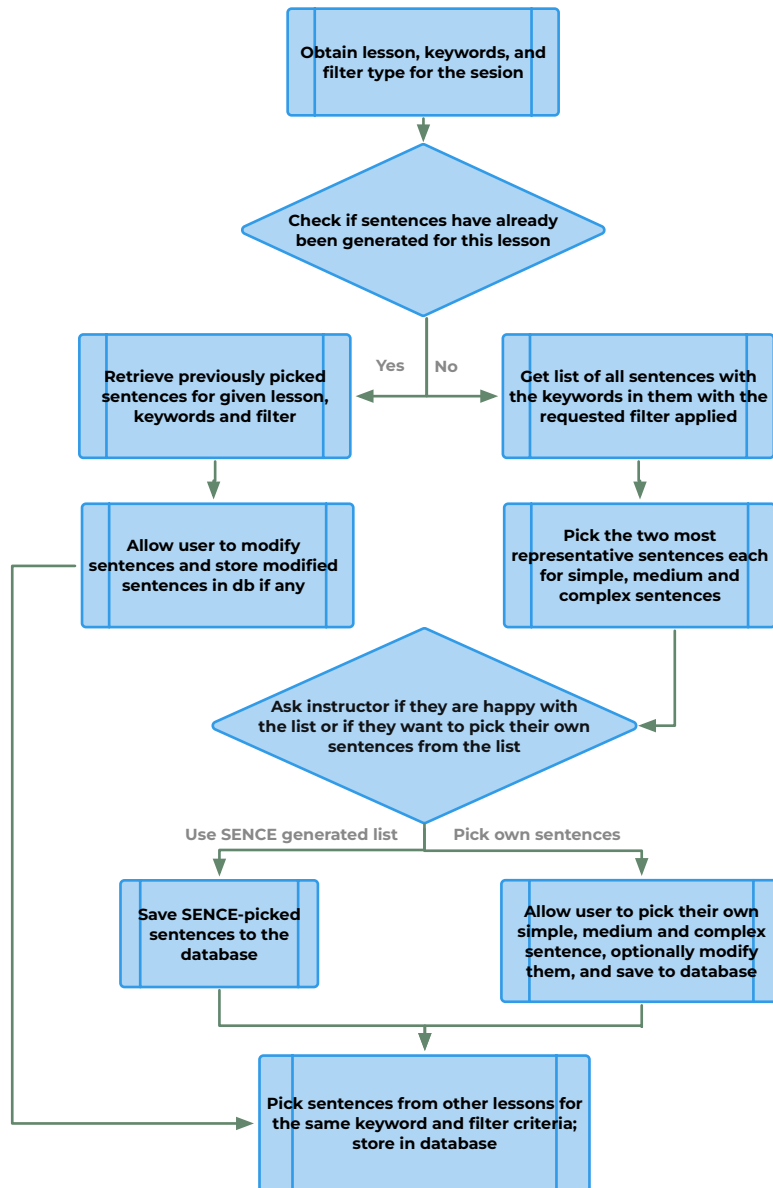 Obtain lesson, keywords, and
filter type for the sesion
Check if sentences have already
been generated for this lesson
Yes
No
Retrieve previously picked
sentences for given lesson,
keywords and filter
Get list of all sentences with
the keywords in them with the
requested filter applied
Allow user to modify
sentences and store modified
sentences in db if any
Pick the two most
representative sentences each
for simple, medium and
complex sentences
Ask instructor if they are happy with
the list or if they want to pick their own
sentences from the list
Use SENCE generated list
Pick own sentences
Save SENCE-picked
sentences to the
database
Allow user to pick their own
simple, medium and complex
sentence, optionally modify
them, and save to database
Pick sentences from other lessons for
the same keyword and filter criteria;
store in database